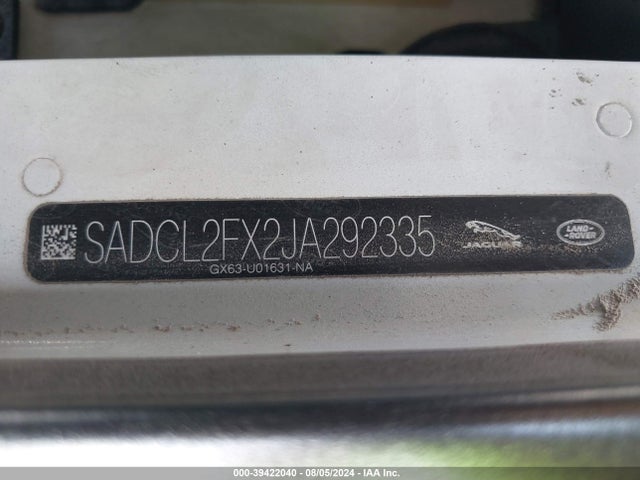 SADCL2FX2JA292335
GX63-U01631-NA
JAGUAR
LAND-
ROVER
000-39422040 - 08/05/2024 - IAA Inc.